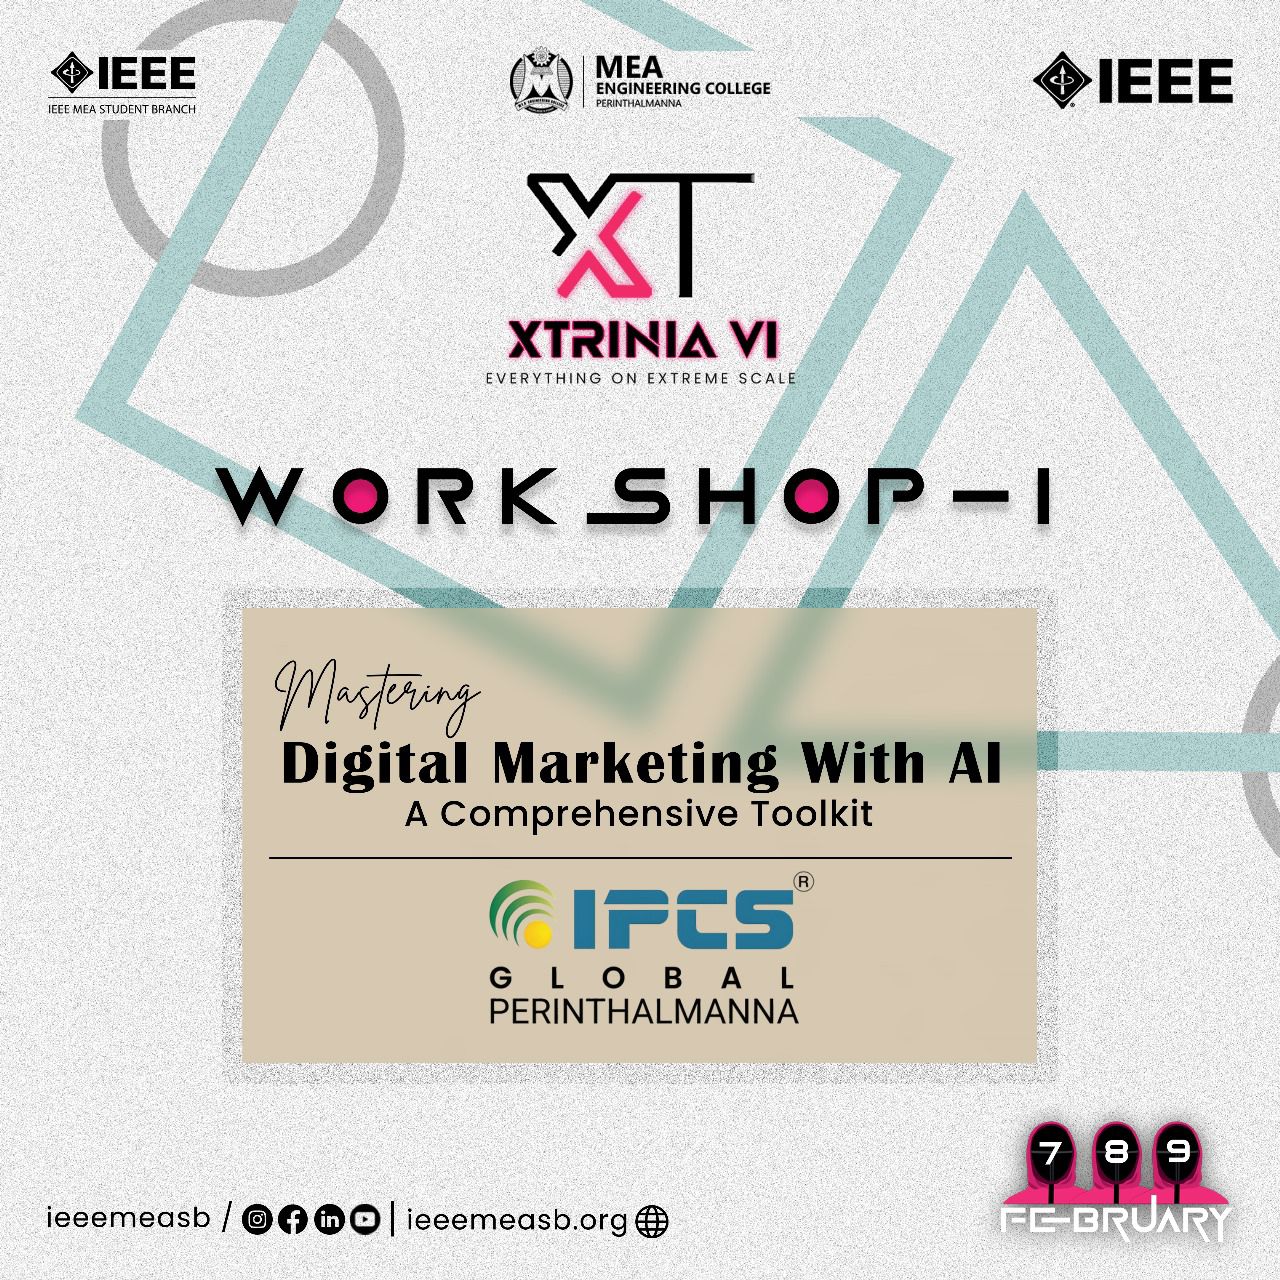 IEEE
IEEE MEA STUDENT BRANCH
MEA
ENGINEERING COLLEGE
PERINTHALMANNA
IEEE
XT
XTRINIA VI
EVERYTHING ON EXTREME SCALE
WORKSHOP-I
Mastering
Digital Marketing With AI
A Comprehensive Toolkit
IPCS®
GLOBAL
PERINTHALMANNA
7 8 9
FEBRUARY
ieeemeasb / | ieeemeasb.org